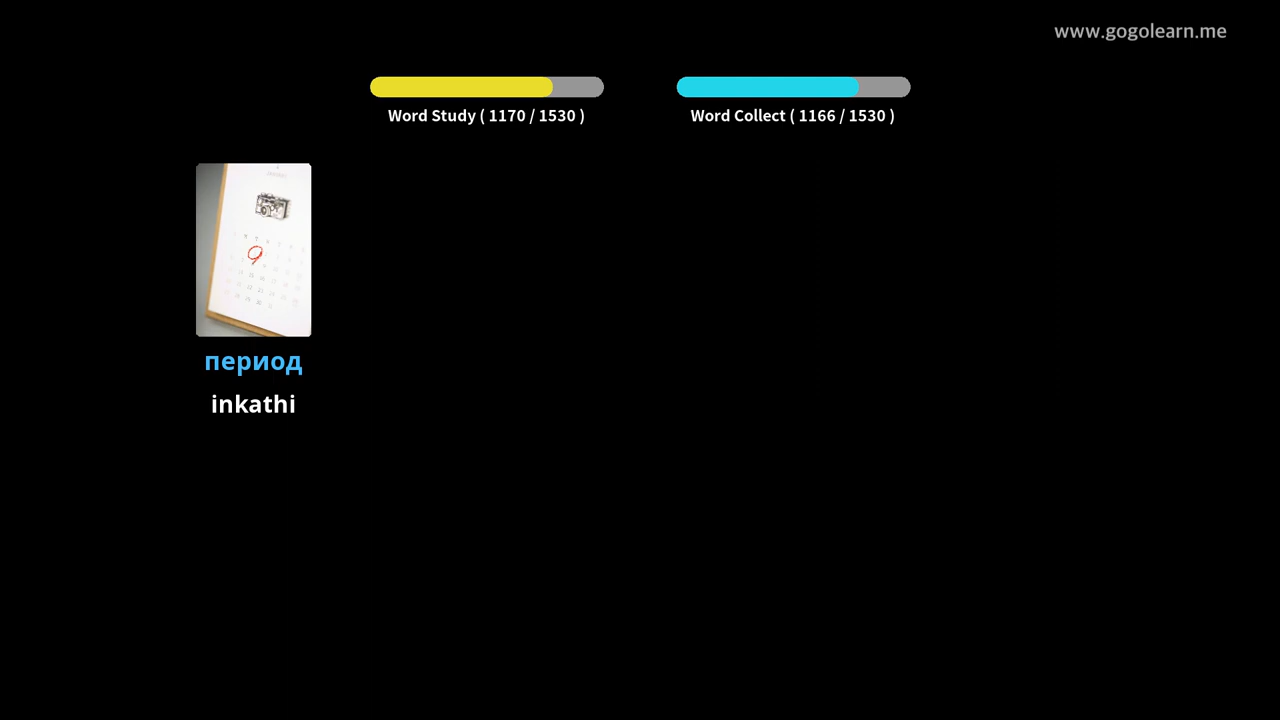 www.gogolearn.me
Word Study ( 1170 / 1530 )
Word Collect ( 1166 / 1530 )
период
inkathi